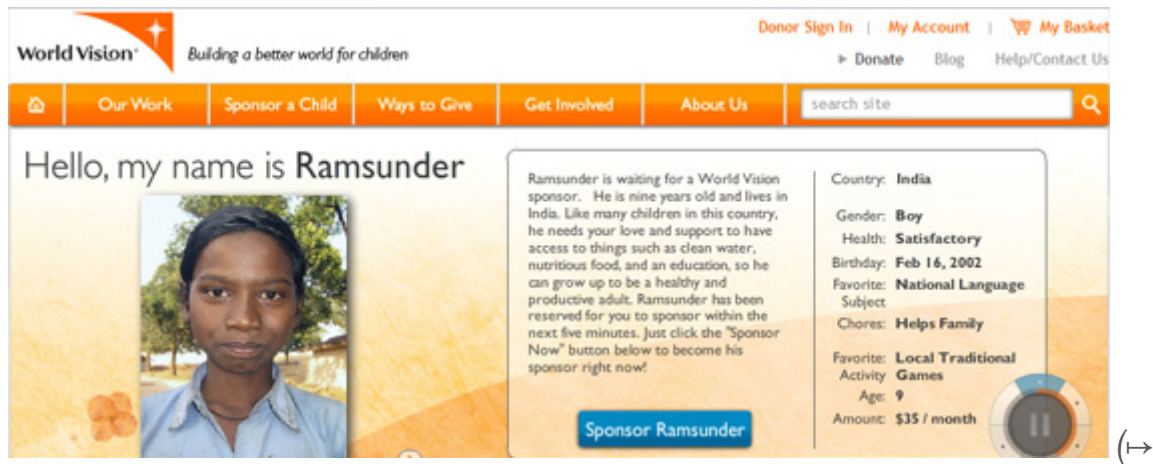 Donor Sign In | My Account | My Basket
World Vision Building a better world for children
Donate Blog Help/Contact Us
Our Work Sponsor a Child Ways to Give Get Involved About Us search site
Hello, my name is Ramsunder
Ramsunder is waiting for a World Vision
sponsor. He is nine years old and lives in
India. Like many children in this country,
he needs your love and support to have
access to things such as clean water,
nutritious food, and an education, so he
can grow up to be a healthy and
productive adult. Ramsunder has been
reserved for you to sponsor within the
next five minutes. Just click the "Sponsor
Now" button below to become his
sponsor right now!
Sponsor Ramsunder
Country: India
Gender: Boy
Health: Satisfactory
Birthday: Feb 16, 2002
Favorite: National Language
Subject
Chores: Helps Family
Favorite: Local Traditional
Activity Games
Age: 9
Amount: $35 / month
(↦